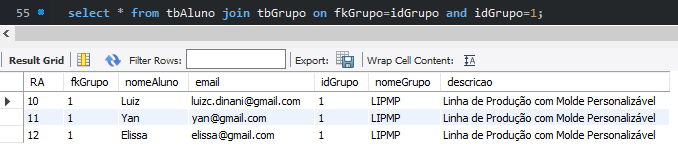 55 select * from tbAluno join tbGrupo on fkGrupo=idGrupo and idGrupo=1;
Result Grid Filter Rows: Export: Wrap Cell Content:
RA fkGrupo nomeAluno email idGrupo nomeGrupo descricao
10 1 Luiz luizc.dinani@gmail.com 1 LIPMP Linha de Produção com Molde Personalizável
11 1 Yan yan@gmail.com 1 LIPMP Linha de Produção com Molde Personalizável
12 1 Elissa elissa@gmail.com 1 LIPMP Linha de Produção com Molde Personalizável